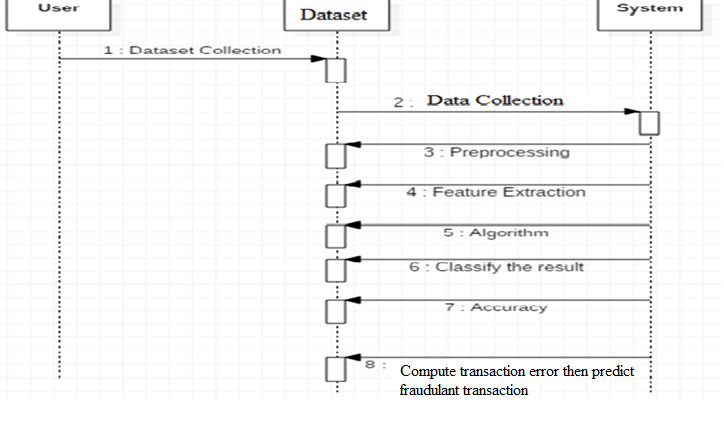 User
Dataset
System
1 : Dataset Collection
2 : Data Collection
3 : Preprocessing
4 : Feature Extraction
5 : Algorithm
6 : Classify the result
7 : Accuracy
8 : Compute transaction error then predict
fraudulant transaction